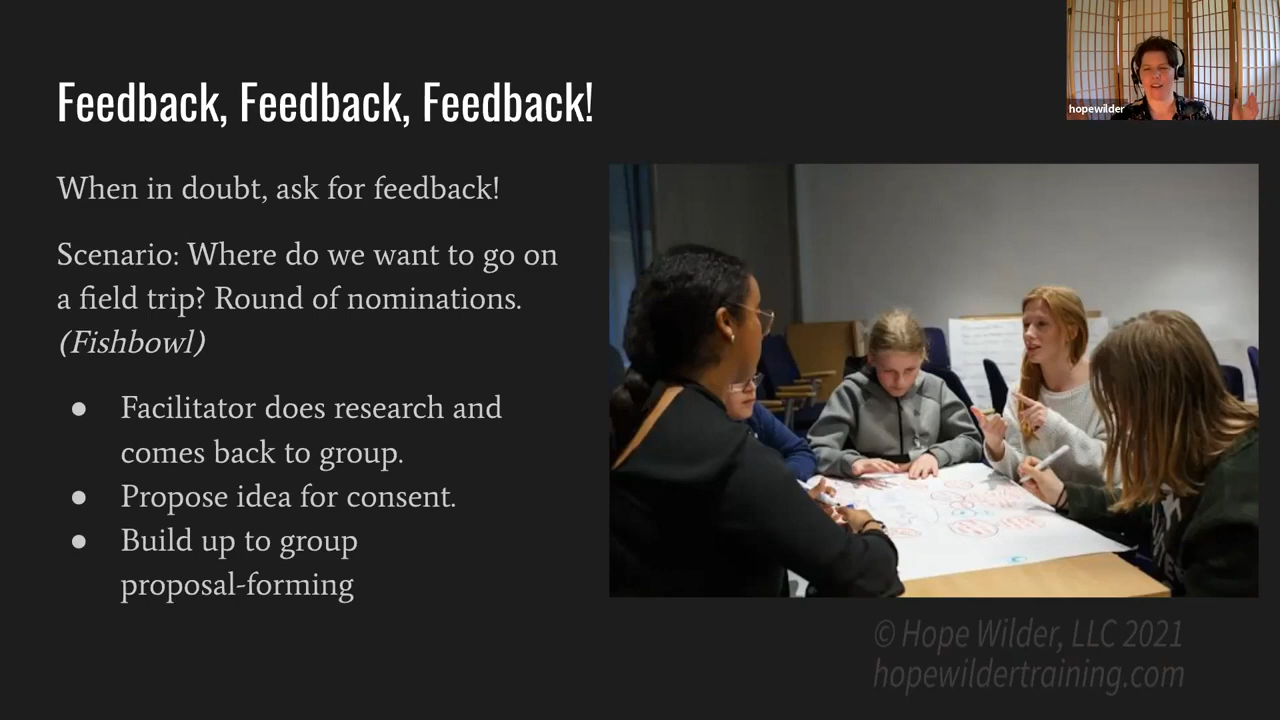 hopewilder
Feedback, Feedback, Feedback!
When in doubt, ask for feedback!
Scenario: Where do we want to go on
a field trip? Round of nominations.
(Fishbowl)
● Facilitator does research and
comes back to group.
● Propose idea for consent.
● Build up to group
proposal-forming
© Hope Wilder, LLC 2021
hopewildertraining.com